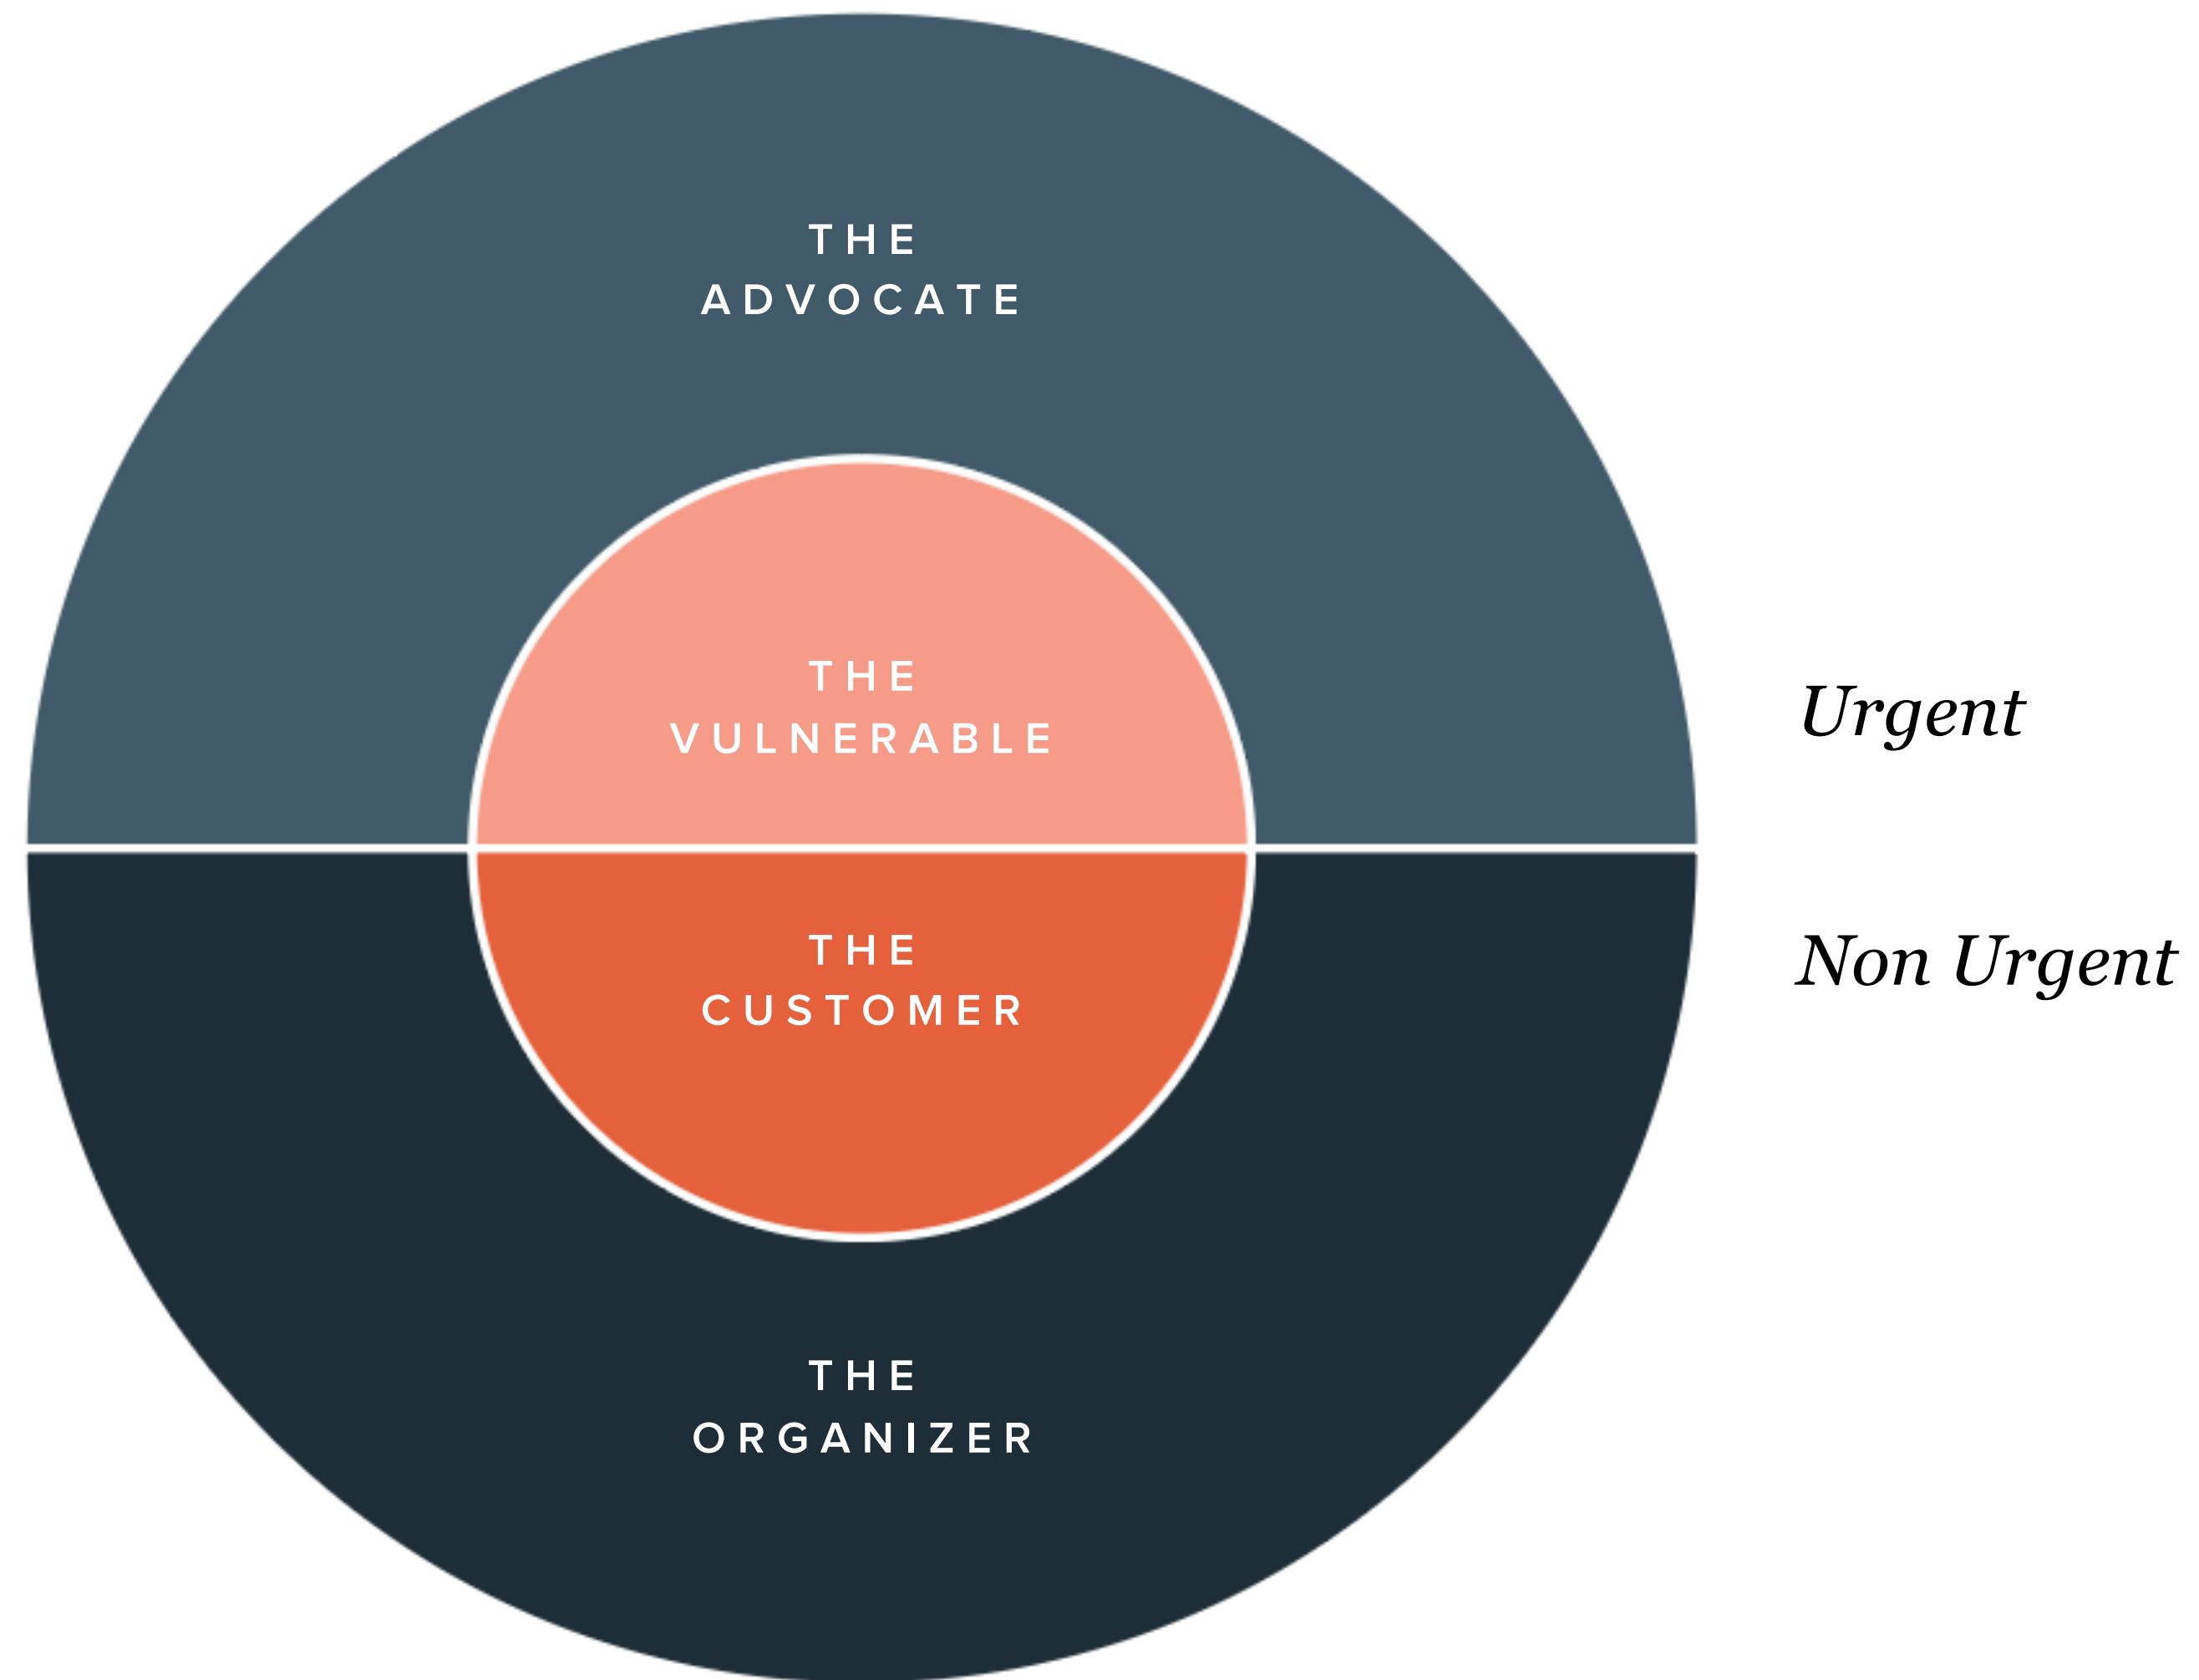 THE
ADVOCATE
THE
VULNERABLE
Urgent
THE
CUSTOMER
Non Urgent
THE
ORGANIZER